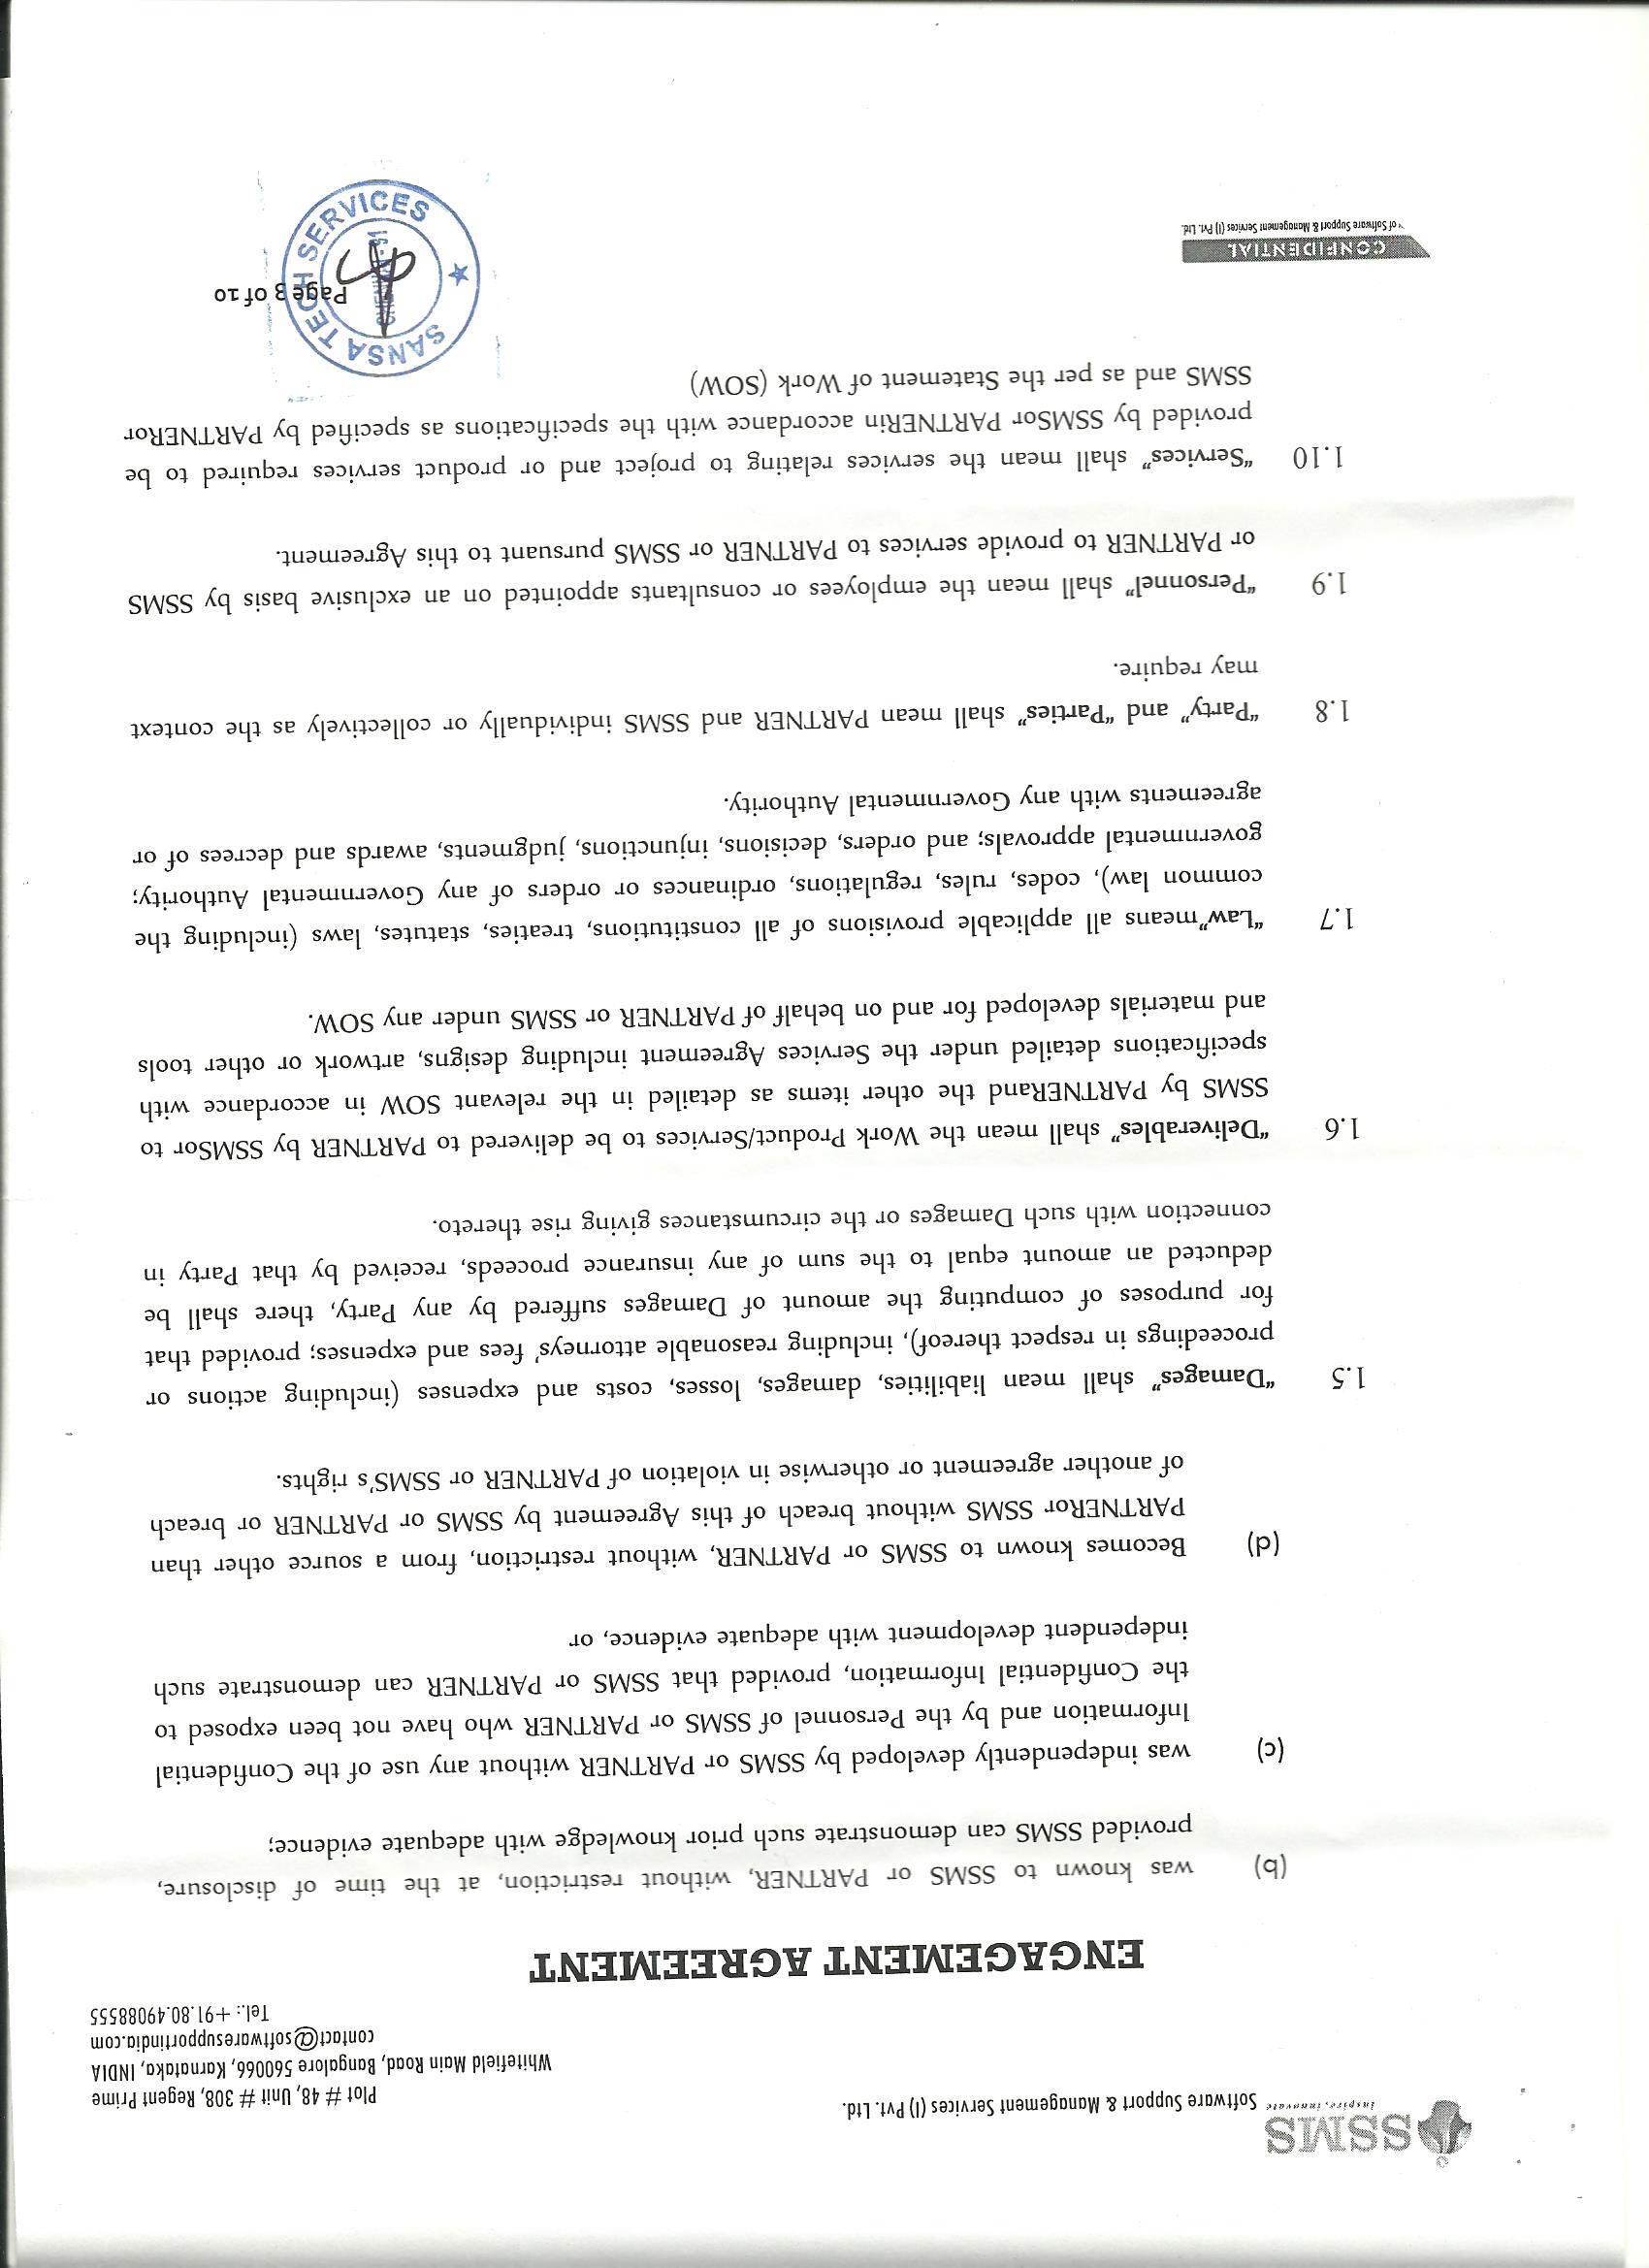 SSMS
inspire, innovate
Software Support & Management Services (I) Pvt. Ltd.
Plot # 48, Unit # 308, Regent Prime
Whitefield Main Road, Bangalore 560066, Karnataka, INDIA
contact@softwaresupportindia.com
Tel.: +91.80.49088555
ENGAGEMENT AGREEMENT
(b) was known to SSMS or PARTNER, without restriction, at the time of disclosure,
provided SSMS can demonstrate such prior knowledge with adequate evidence;
(c) was independently developed by SSMS or PARTNER without any use of the Confidential
Information and by the Personnel of SSMS or PARTNER who have not been exposed to
the Confidential Information, provided that SSMS or PARTNER can demonstrate such
independent development with adequate evidence, or
(d) Becomes known to SSMS or PARTNER, without restriction, from a source other than
PARTNERor SSMS without breach of this Agreement by SSMS or PARTNER or breach
of another agreement or otherwise in violation of PARTNER or SSMS's rights.
1.5 "Damages" shall mean liabilities, damages, losses, costs and expenses (including actions or
proceedings in respect thereof), including reasonable attorneys' fees and expenses; provided that
for purposes of computing the amount of Damages suffered by any Party, there shall be
deducted an amount equal to the sum of any insurance proceeds, received by that Party in
connection with such Damages or the circumstances giving rise thereto.
1.6 "Deliverables" shall mean the Work Product/Services to be delivered to PARTNER by SSMSor to
SSMS by PARTNERand the other items as detailed in the relevant SOW in accordance with
specifications detailed under the Services Agreement including designs, artwork or other tools
and materials developed for and on behalf of PARTNER or SSMS under any SOW.
1.7 "Law"means all applicable provisions of all constitutions, treaties, statutes, laws (including the
common law), codes, rules, regulations, ordinances or orders of any Governmental Authority;
governmental approvals; and orders, decisions, injunctions, judgments, awards and decrees of or
agreements with any Governmental Authority.
1.8 "Party" and "Parties" shall mean PARTNER and SSMS individually or collectively as the context
may require.
1.9 "Personnel" shall mean the employees or consultants appointed on an exclusive basis by SSMS
or PARTNER to provide services to PARTNER or SSMS pursuant to this Agreement.
1.10 "Services" shall mean the services relating to project and or product services required to be
provided by SSMSor PARTNERin accordance with the specifications as specified by PARTNERor
SSMS and as per the Statement of Work (SOW)
Page 3 of 10
SANSA TECH SERVICES
CONFIDENTIAL
of Software Support & Management Services (I) Pvt. Ltd.